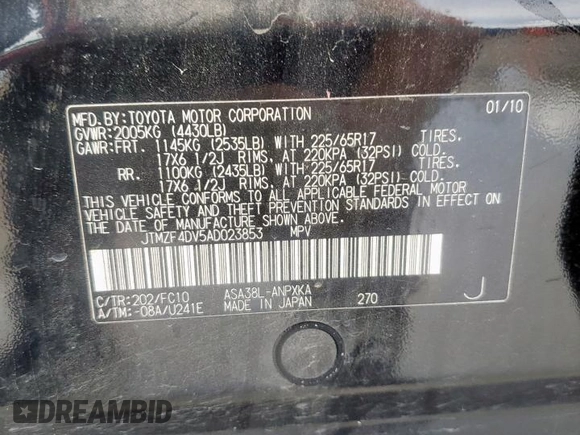 MFD. BY: TOYOTA MOTOR CORPORATION 01/10
GVWR: 2005KG (4430LB)
GAWR: FRT. 1145KG (2535LB) WITH 225/65R17 TIRES.
17X6 1/2J RIMS, AT 220KPA (32PSI) COLD.
RR. 1100KG (2435LB) WITH 225/65R17 TIRES.
17X6 1/2J RIMS, AT 220KPA (32PSI) COLD.
THIS VEHICLE CONFORMS TO ALL APPLICABLE FEDERAL MOTOR
VEHICLE SAFETY AND THEFT PREVENTION STANDARDS IN EFFECT ON
THE DATE OF MANUFACTURE SHOWN ABOVE.
JTMZF4DV5AD023853 MPV
C/TR: 202/FC10 ASA38L-ANPXKA
A/TM: -08A/U241E MADE IN JAPAN 270 J
DREAMBID